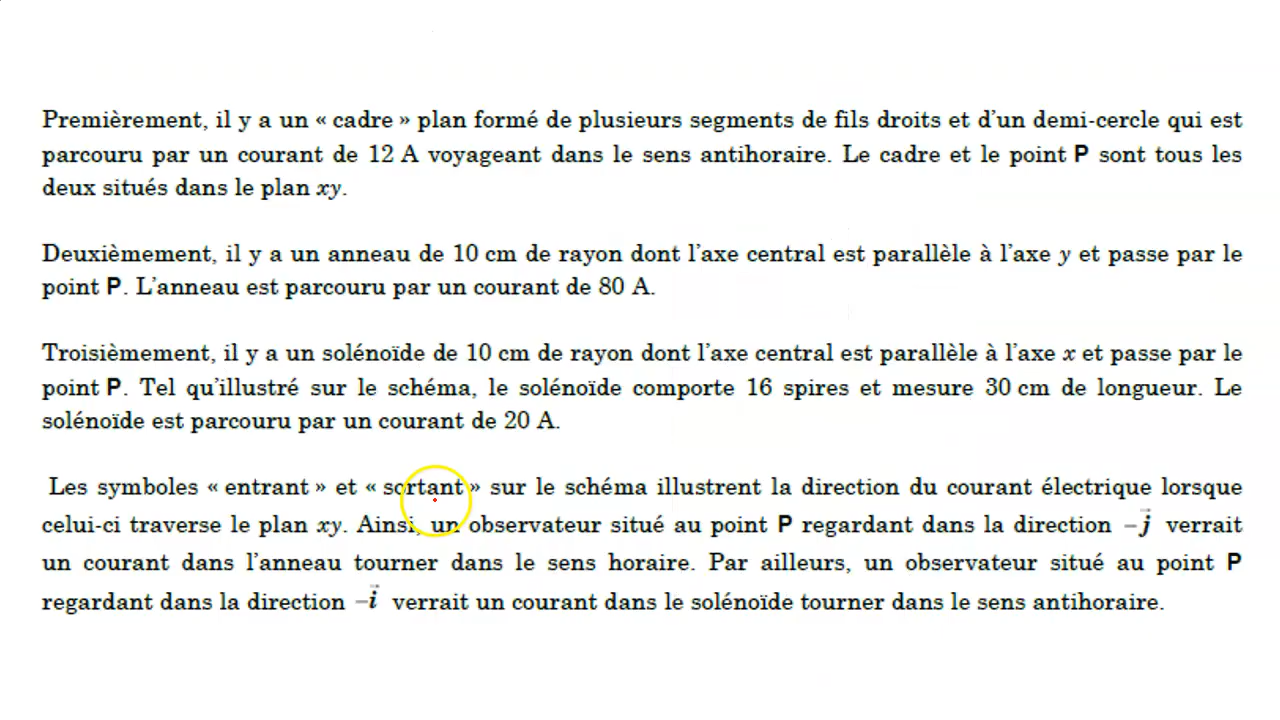 Premièrement, il y a un « cadre » plan formé de plusieurs segments de fils droits et d’un demi-cercle qui est
parcouru par un courant de 12 A voyageant dans le sens antihoraire. Le cadre et le point P sont tous les
deux situés dans le plan xy.
Deuxièmement, il y a un anneau de 10 cm de rayon dont l’axe central est parallèle à l’axe y et passe par le
point P. L’anneau est parcouru par un courant de 80 A.
Troisièmement, il y a un solénoïde de 10 cm de rayon dont l’axe central est parallèle à l’axe x et passe par le
point P. Tel qu’illustré sur le schéma, le solénoïde comporte 16 spires et mesure 30 cm de longueur. Le
solénoïde est parcouru par un courant de 20 A.
Les symboles « entrant » et « sortant » sur le schéma illustrent la direction du courant électrique lorsque
celui-ci traverse le plan xy. Ainsi, un observateur situé au point P regardant dans la direction −j⃗ verrait
un courant dans l’anneau tourner dans le sens horaire. Par ailleurs, un observateur situé au point P
regardant dans la direction −i⃗ verrait un courant dans le solénoïde tourner dans le sens antihoraire.